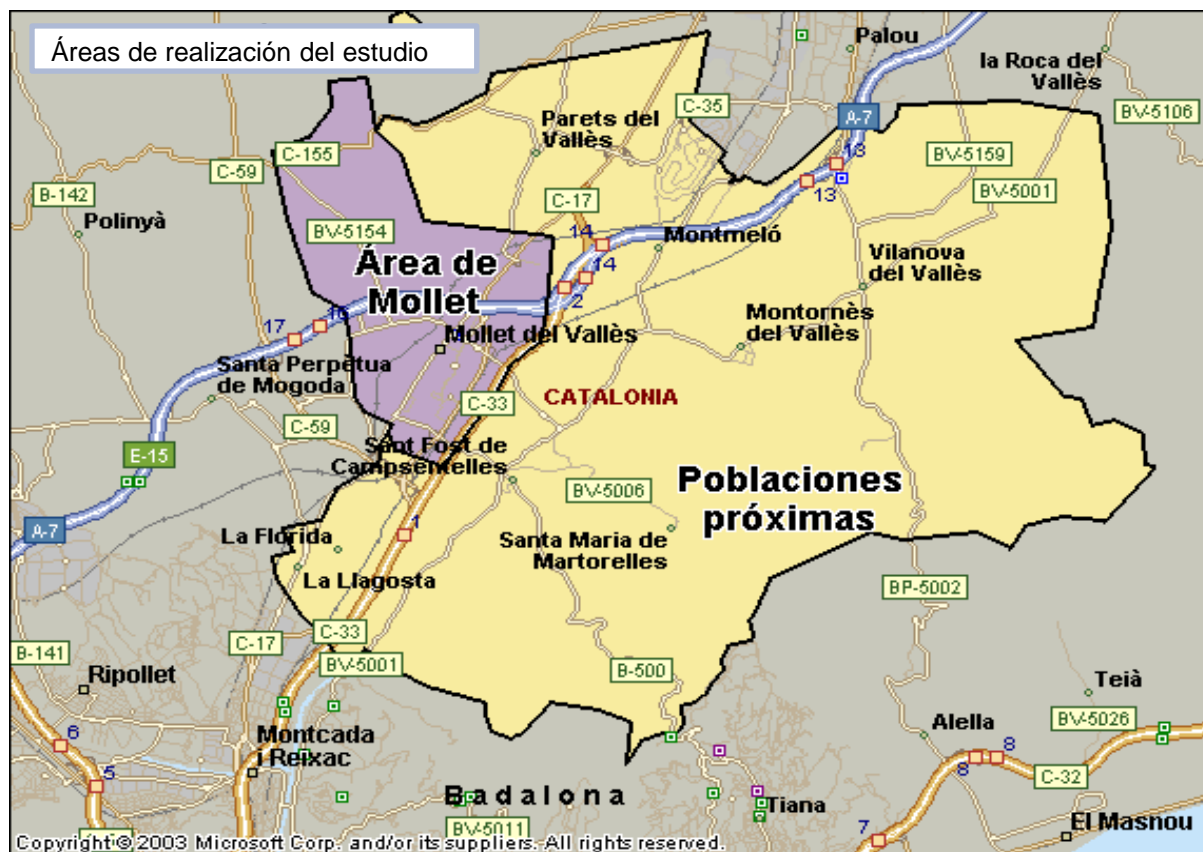 Áreas de realización del estudio
Palou
la Roca del
Vallès
C-35
A-7
BV-5106
Parets del
Vallès
C-155
C-59
13
BV-5159
B-142
BV-5001
13
C-17
Polinyà
BV-5154
14
Montmeló
Área de
Mollet
14
Vilanova
del Vallès
2
17
16
Montornès
del Vallès
Mollet del Vallès
Santa Perpètua
de Mogoda
C-33
CATALONIA
C-59
Sant Fost de
Campsentelles
E-15
Poblaciones
próximas
BV-5006
A-7
1
La Flórida
Santa Maria de
Martorelles
La Llagosta
BP-5002
C-33
C-17
B-141
BV-5001
B-500
Ripollet
Teià
BV-5026
Alella
6
Montcada
i Reixac
8
8
5
C-32
Badalona
Tiana
BV-5011
7
El Masnou
Copyright © 2003 Microsoft Corp. and/or its suppliers. All rights reserved.